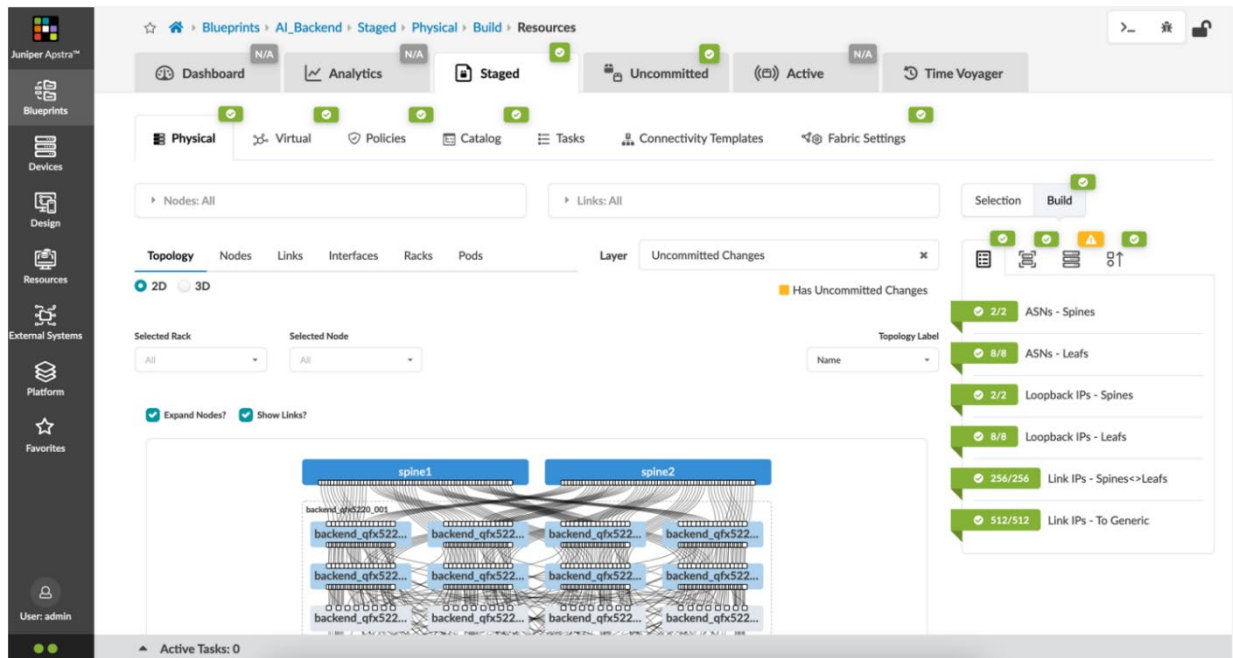 Juniper Apstra™
Blueprints
Devices
Design
Resources
External Systems
Platform
Favorites
User: admin
Blueprints AI_Backend Staged Physical Build Resources
>_
N/A N/A N/A
Dashboard Analytics Staged Uncommitted Active Time Voyager
Physical Virtual Policies Catalog Tasks Connectivity Templates Fabric Settings
Nodes: All Links: All Selection Build
Topology Nodes Links Interfaces Racks Pods Layer Uncommitted Changes ×
2D 3D
Has Uncommitted Changes
Selected Rack Selected Node Topology Label
All All Name
Expand Nodes? Show Links?
spine1 spine2
backend_qfx5220_001
backend_qfx522... backend_qfx522... backend_qfx522... backend_qfx522...
backend_qfx522... backend_qfx522... backend_qfx522... backend_qfx522...
backend_qfx522... backend_qfx522... backend_qfx522... backend_qfx522...
2/2 ASNs - Spines
8/8 ASNs - Leafs
2/2 Loopback IPs - Spines
8/8 Loopback IPs - Leafs
256/256 Link IPs - Spines<>Leafs
512/512 Link IPs - To Generic
Active Tasks: 0